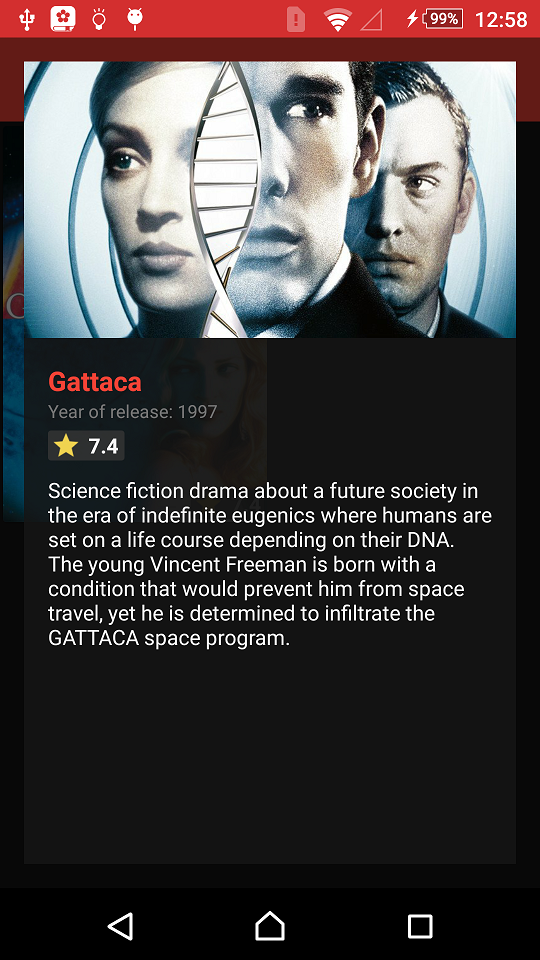 99%
12:58
Gattaca
Year of release: 1997
7.4
Science fiction drama about a future society in
the era of indefinite eugenics where humans are
set on a life course depending on their DNA.
The young Vincent Freeman is born with a
condition that would prevent him from space
travel, yet he is determined to infiltrate the
GATTACA space program.